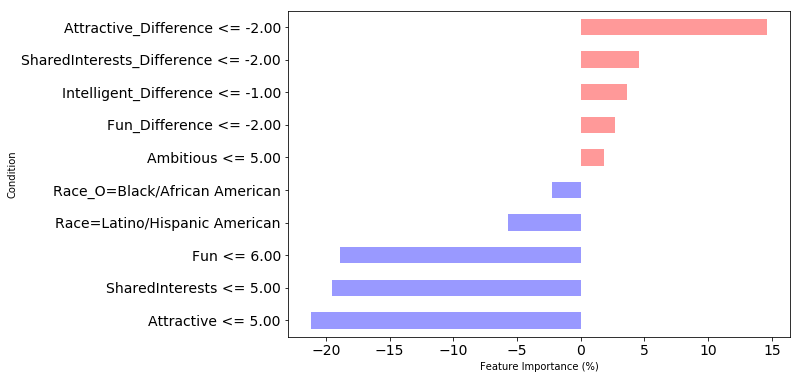 Attractive_Difference <= -2.00
SharedInterests_Difference <= -2.00
Intelligent_Difference <= -1.00
Fun_Difference <= -2.00
Ambitious <= 5.00
Race_O=Black/African American
Race=Latino/Hispanic American
Fun <= 6.00
SharedInterests <= 5.00
Attractive <= 5.00
Condition
−20 −15 −10 −5 0 5 10 15
Feature Importance (%)